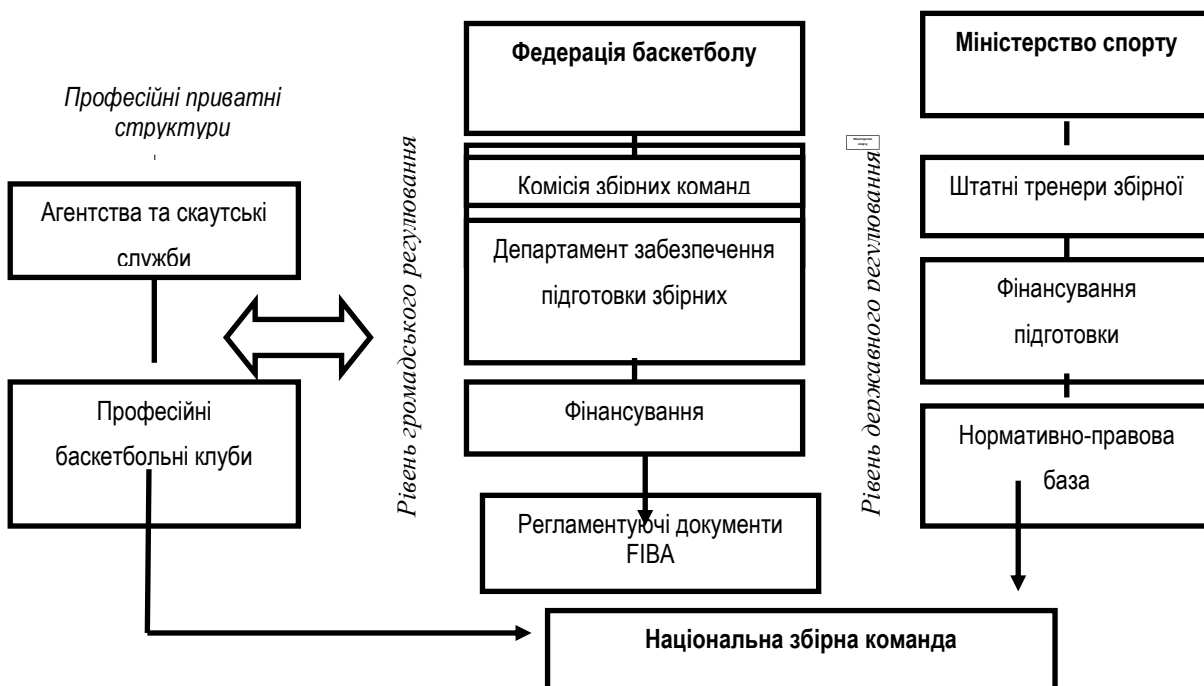 Професійні приватні
структури
Агентства та скаутські
служби
Професійні
баскетбольні клуби
Рівень громадського регулювання
Федерація баскетболу
Комісія збірних команд
Департамент забезпечення
підготовки збірних
Фінансування
Регламентуючі документи
FIBA
Рівень державного регулювання
Міністерство
спорту
Міністерство спорту
Штатні тренери збірної
Фінансування
підготовки
Нормативно-правова
база
Національна збірна команда